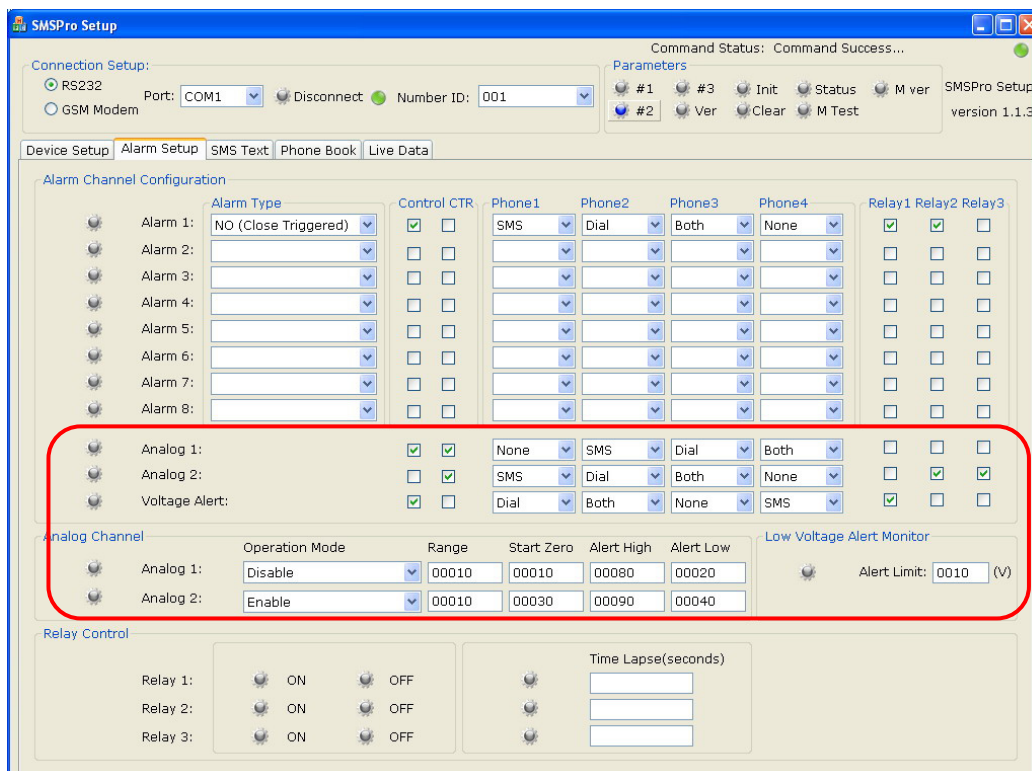 SMSPro Setup
Command Status: Command Success...
Connection Setup:
Parameters
RS232 Port: COM1 Disconnect Number ID: 001 #1 #3 Init Status M ver SMSPro Setup
GSM Modem #2 Ver Clear M Test version 1.1.3
Device Setup Alarm Setup SMS Text Phone Book Live Data
Alarm Channel Configuration
Alarm Type Control CTR Phone1 Phone2 Phone3 Phone4 Relay1 Relay2 Relay3
Alarm 1: NO (Close Triggered) SMS Dial Both None
Alarm 2:
Alarm 3:
Alarm 4:
Alarm 5:
Alarm 6:
Alarm 7:
Alarm 8:
Analog 1: None SMS Dial Both
Analog 2: SMS Dial Both None
Voltage Alert: Dial Both None SMS
Analog Channel Low Voltage Alert Monitor
Operation Mode Range Start Zero Alert High Alert Low
Analog 1: Disable 00010 00010 00080 00020 Alert Limit: 0010 (V)
Analog 2: Enable 00010 00030 00090 00040
Relay Control
Time Lapse(seconds)
Relay 1: ON OFF
Relay 2: ON OFF
Relay 3: ON OFF